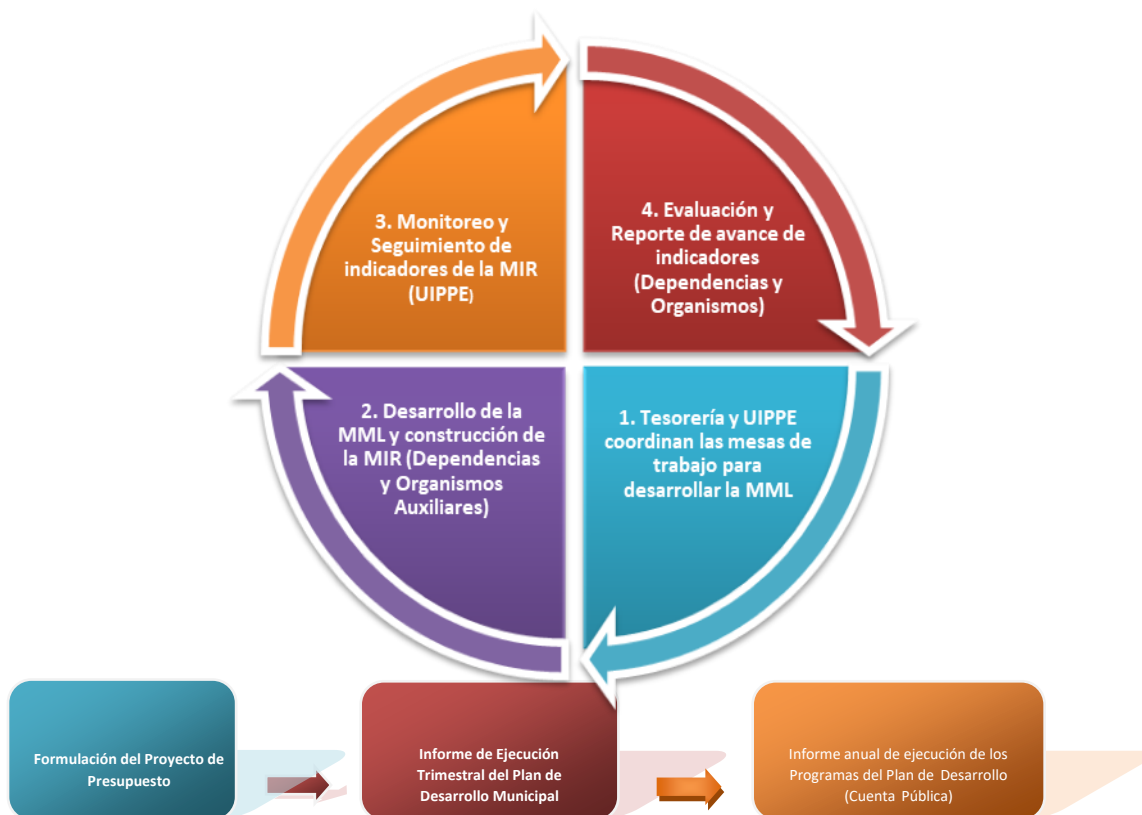 3. Monitoreo y
Seguimiento de
indicadores de la MIR
(UIPPE)
4. Evaluación y
Reporte de avance de
indicadores
(Dependencias y
Organismos)
2. Desarrollo de la
MML y construcción de
la MIR (Dependencias
y Organismos
Auxiliares)
1. Tesorería y UIPPE
coordinan las mesas de
trabajo para
desarrollar la MML
Formulación del Proyecto de
Presupuesto
Informe de Ejecución
Trimestral del Plan de
Desarrollo Municipal
Informe anual de ejecución de los
Programas del Plan de Desarrollo
(Cuenta Pública)